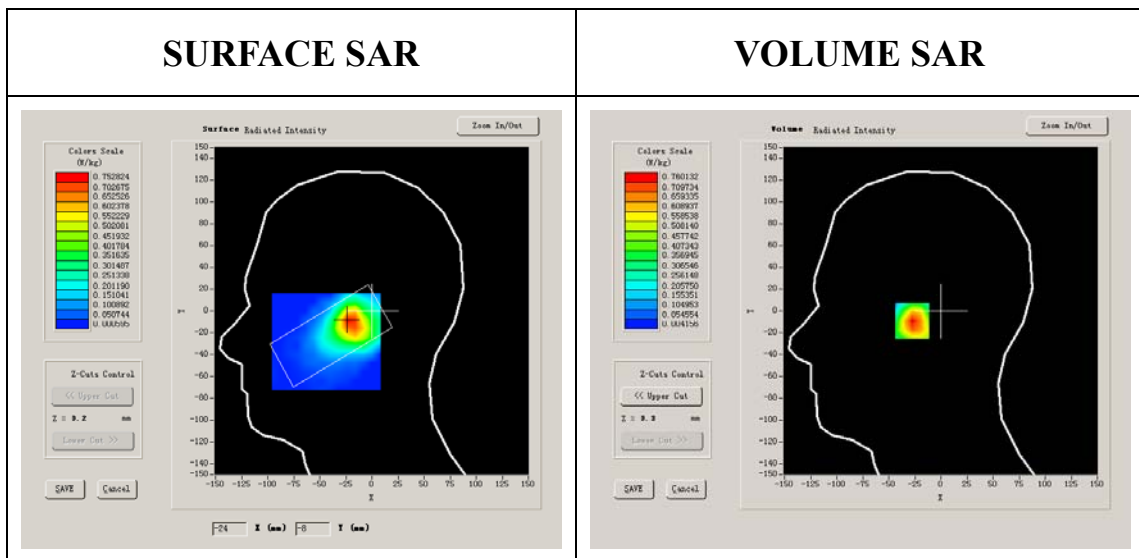 SURFACE SAR
VOLUME SAR
Surface Radiated Intensity
Zoom In/Out
Colors Scale
(W/kg)
0.752824
0.702675
0.652526
0.602378
0.552229
0.502081
0.451932
0.401784
0.351635
0.301487
0.251338
0.201190
0.151041
0.100892
0.050744
0.000595
150
140
120
100
80
60
40
20
0
-20
-40
-60
-80
-100
-120
-140
-150
Y
-150 -125 -100 -75 -50 -25 0 25 50 75 100 125 150
X
Z-Cuts Control
<< Upper Cut
Z = 3.2 mm
Lower Cut >>
SAVE Cancel
-24 X (mm) -8 Y (mm)
Volume Radiated Intensity
Zoom In/Out
Colors Scale
(W/kg)
0.760132
0.709734
0.659335
0.608937
0.558538
0.508140
0.457742
0.407343
0.356945
0.306546
0.256148
0.205750
0.155351
0.104953
0.054554
0.004156
150
140
120
100
80
60
40
20
0
-20
-40
-60
-80
-100
-120
-140
-150
Y
-150 -125 -100 -75 -50 -25 0 25 50 75 100 125 150
X
Z-Cuts Control
<< Upper Cut
Z = 3.3 mm
Lower Cut >>
SAVE Cancel